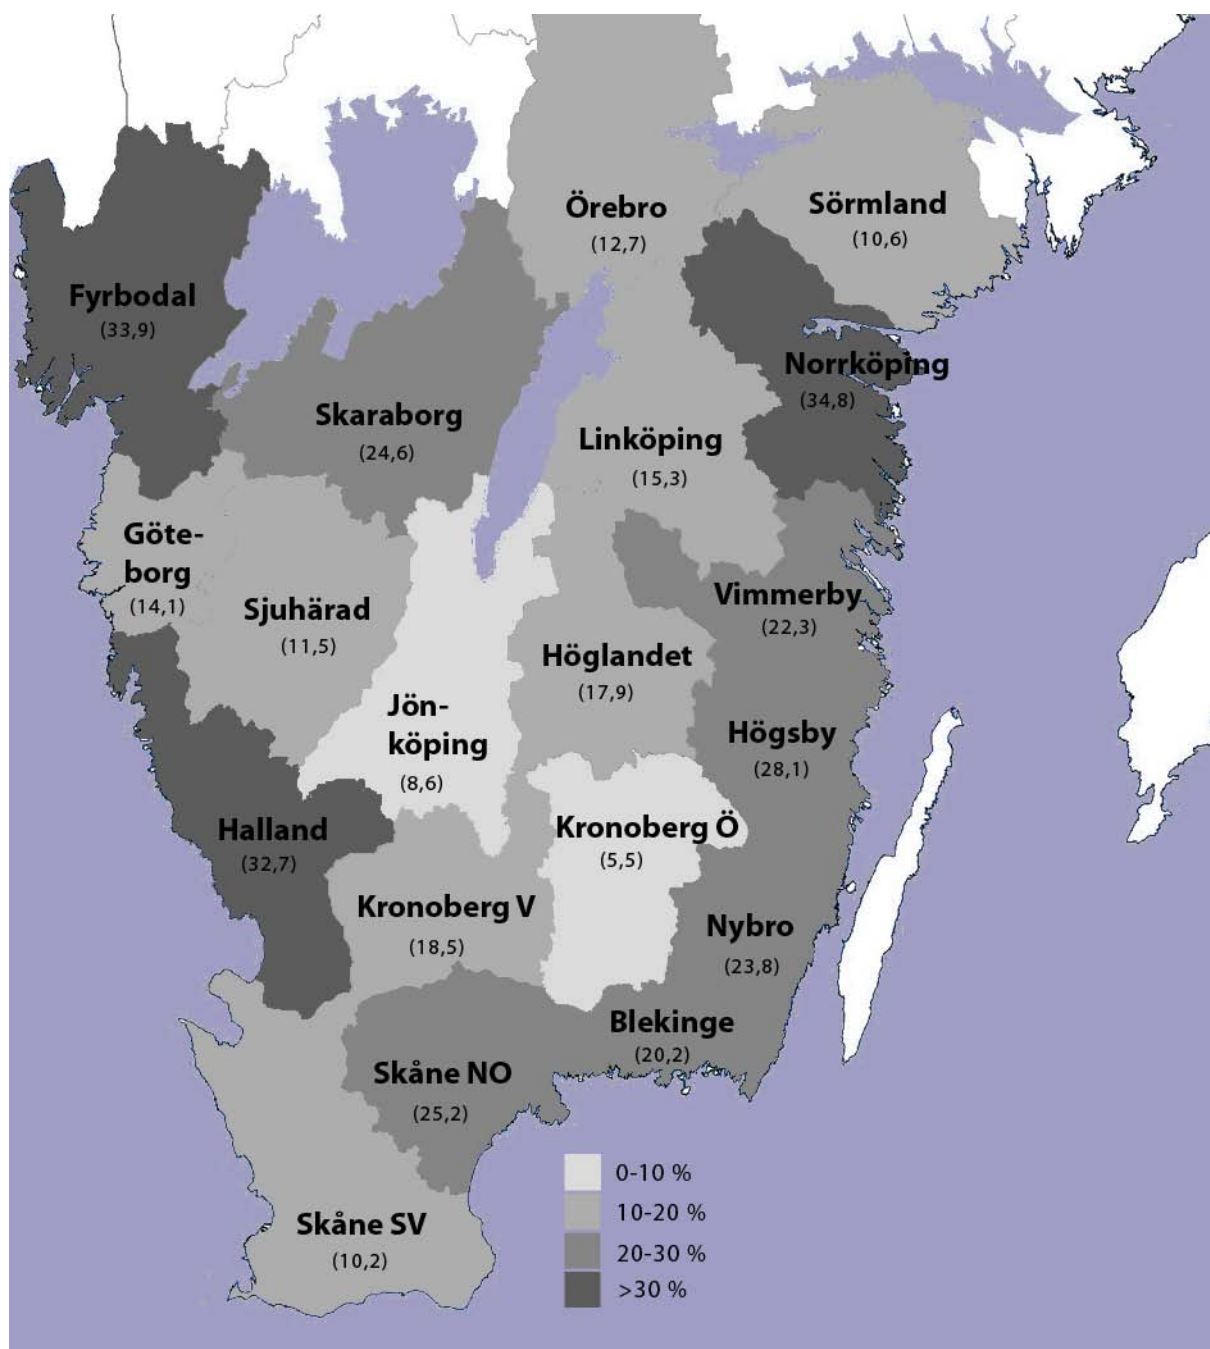 Örebro
(12,7)
Sörmland
(10,6)
Fyrbodal
(33,9)
Norrköping
(34,8)
Skaraborg
(24,6)
Linköping
(15,3)
Göte-
borg
(14,1)
Sjuhärad
(11,5)
Vimmerby
(22,3)
Höglandet
(17,9)
Jön-
köping
(8,6)
Högsby
(28,1)
Halland
(32,7)
Kronoberg Ö
(5,5)
Kronoberg V
(18,5)
Nybro
(23,8)
Blekinge
(20,2)
Skåne NO
(25,2)
Skåne SV
(10,2)
0-10 %
10-20 %
20-30 %
>30 %